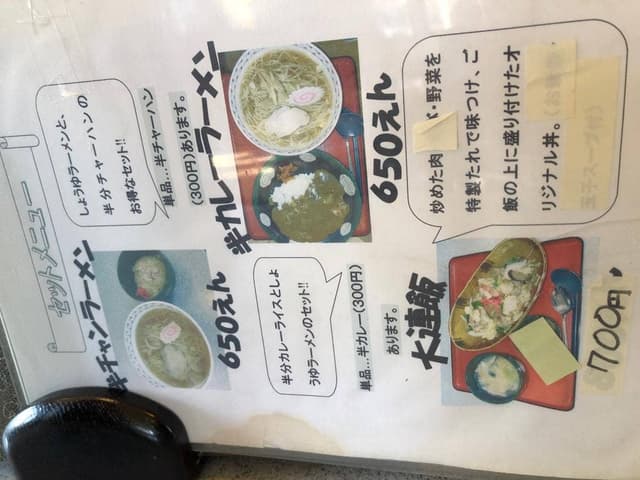 セットメニュー
半チャンラーメン
650えん
しょうゆラーメンと、
半分チャーハンの
お得なセット!!
単品…半チャーハン
(300円)あります。
半カレーラーメン
650えん
半分カレーライスとしょ
うゆラーメンのセット!!
単品…半カレー(300円)
あります。
大連飯
700円
炒めた肉・野菜を
特製たれで味つけ、ご
飯の上に盛り付けたオ
リジナル丼。
玉子スープ付)